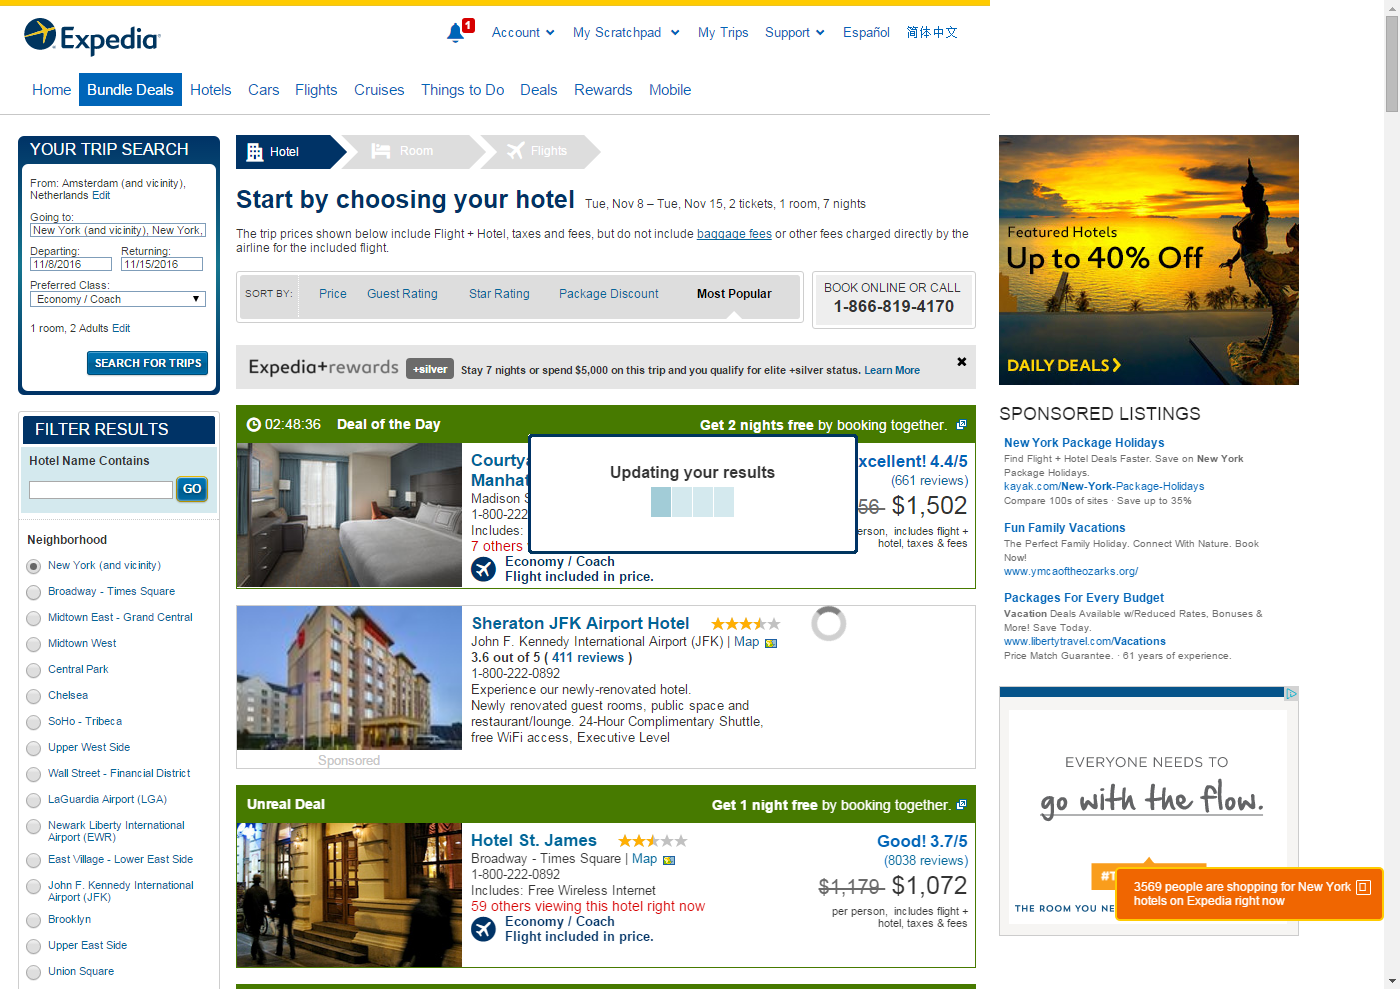 Expedia
1
Account
My Scratchpad
My Trips
Support
Español
简体中文
Home
Bundle Deals
Hotels
Cars
Flights
Cruises
Things to Do
Deals
Rewards
Mobile
YOUR TRIP SEARCH
From: Amsterdam (and vicinity),
Netherlands Edit
Going to:
New York (and vicinity), New York,
Departing: Returning:
11/8/2016 11/15/2016
Preferred Class:
Economy / Coach
1 room, 2 Adults Edit
SEARCH FOR TRIPS
FILTER RESULTS
Hotel Name Contains
GO
Neighborhood
New York (and vicinity)
Broadway - Times Square
Midtown East - Grand Central
Midtown West
Central Park
Chelsea
SoHo - Tribeca
Upper West Side
Wall Street - Financial District
LaGuardia Airport (LGA)
Newark Liberty International
Airport (EWR)
East Village - Lower East Side
John F. Kennedy International
Airport (JFK)
Brooklyn
Upper East Side
Union Square
Hotel
Room
Flights
Start by choosing your hotel Tue, Nov 8 – Tue, Nov 15, 2 tickets, 1 room, 7 nights
The trip prices shown below include Flight + Hotel, taxes and fees, but do not include baggage fees or other fees charged directly by the
airline for the included flight.
SORT BY: Price Guest Rating Star Rating Package Discount Most Popular
BOOK ONLINE OR CALL
1-866-819-4170
Expedia+rewards +silver Stay 7 nights or spend $5,000 on this trip and you qualify for elite +silver status. Learn More
02:48:36 Deal of the Day Get 2 nights free by booking together.
Updating your results
Madison
1-800-222
Includes:
7 others
Economy / Coach
Flight included in price.
4.4/5
(661 reviews)
$1,502
includes flight +
hotel, taxes & fees
Sheraton JFK Airport Hotel
John F. Kennedy International Airport (JFK) | Map
3.6 out of 5 ( 411 reviews )
1-800-222-0892
Experience our newly-renovated hotel.
Newly renovated guest rooms, public space and
restaurant/lounge. 24-Hour Complimentary Shuttle,
free WiFi access, Executive Level
Sponsored
Unreal Deal Get 1 night free by booking together.
Hotel St. James
Broadway - Times Square | Map
1-800-222-0892
Includes: Free Wireless Internet
59 others viewing this hotel right now
Economy / Coach
Flight included in price.
Good! 3.7/5
(8038 reviews)
$1,179 $1,072
per person, includes flight +
hotel, taxes & fees
Featured Hotels
Up to 40% Off
DAILY DEALS
SPONSORED LISTINGS
New York Package Holidays
Find Flight + Hotel Deals Faster. Save on New York
Package Holidays.
kayak.com/New-York-Package-Holidays
Compare 100s of sites · Save up to 35%
Fun Family Vacations
The Perfect Family Holiday. Connect With Nature. Book
Now!
www.ymcaoftheozarks.org/
Packages For Every Budget
Vacation Deals Available w/Reduced Rates, Bonuses &
More! Save Today.
www.libertytravel.com/Vacations
Price Match Guarantee. · 61 years of experience.
EVERYONE NEEDS TO
go with the flow.
THE ROOM YOU
3569 people are shopping for New York
hotels on Expedia right now